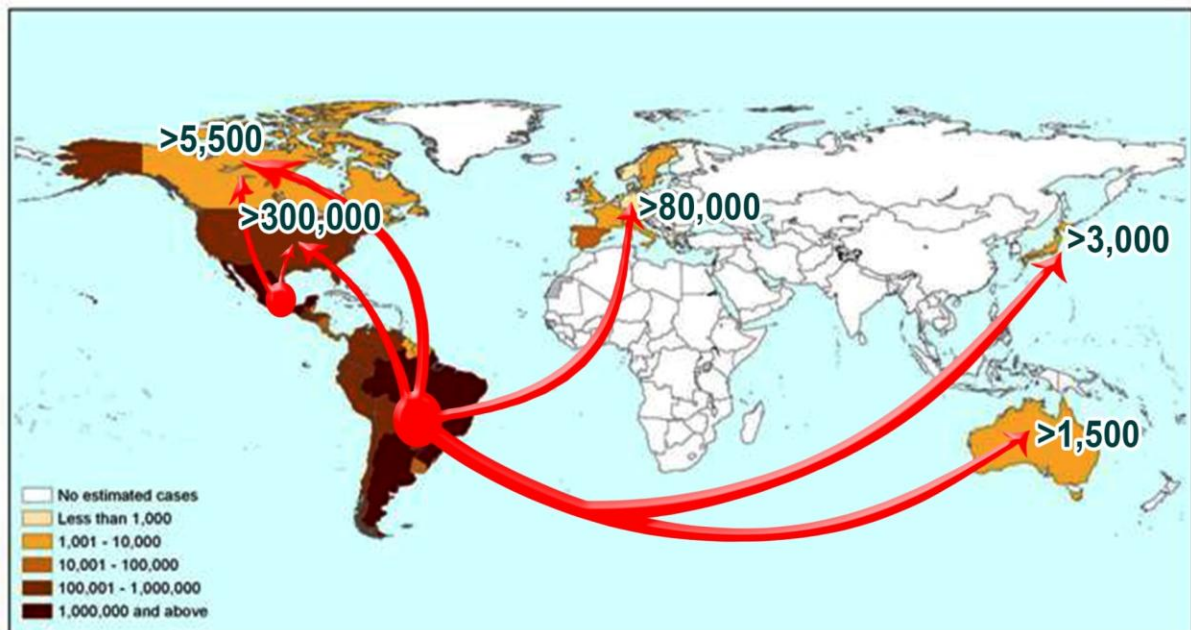 >5,500
>300,000
>80,000
>3,000
>1,500
No estimated cases
Less than 1,000
1,001 - 10,000
10,001 - 100,000
100,001 - 1,000,000
1,000,000 and above